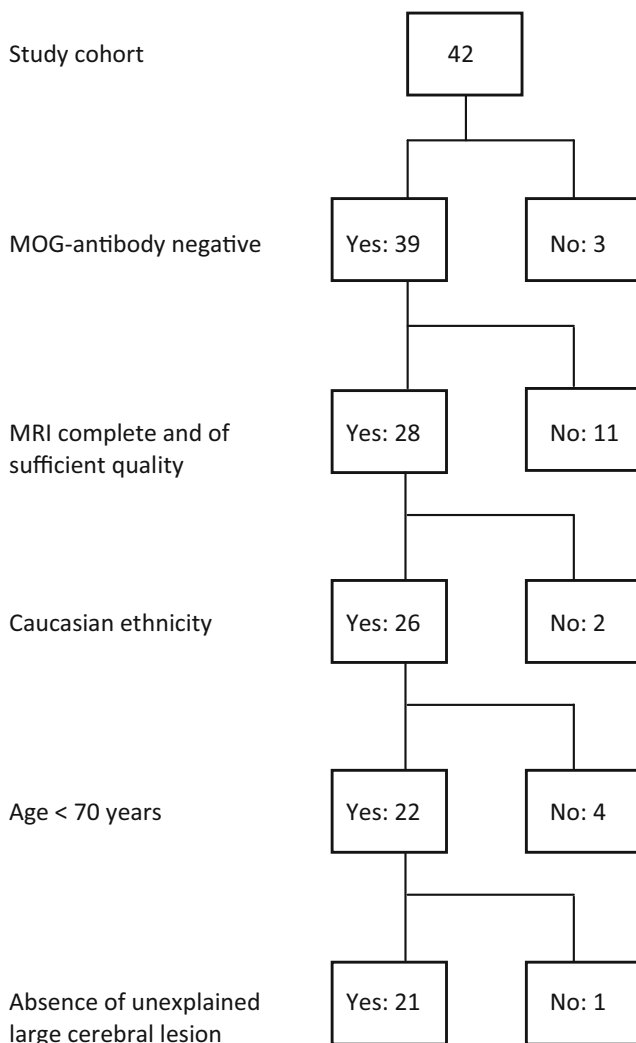 Study cohort
42
MOG-antibody negative
Yes: 39
No: 3
MRI complete and of
sufficient quality
Yes: 28
No: 11
Caucasian ethnicity
Yes: 26
No: 2
Age < 70 years
Yes: 22
No: 4
Absence of unexplained
large cerebral lesion
Yes: 21
No: 1